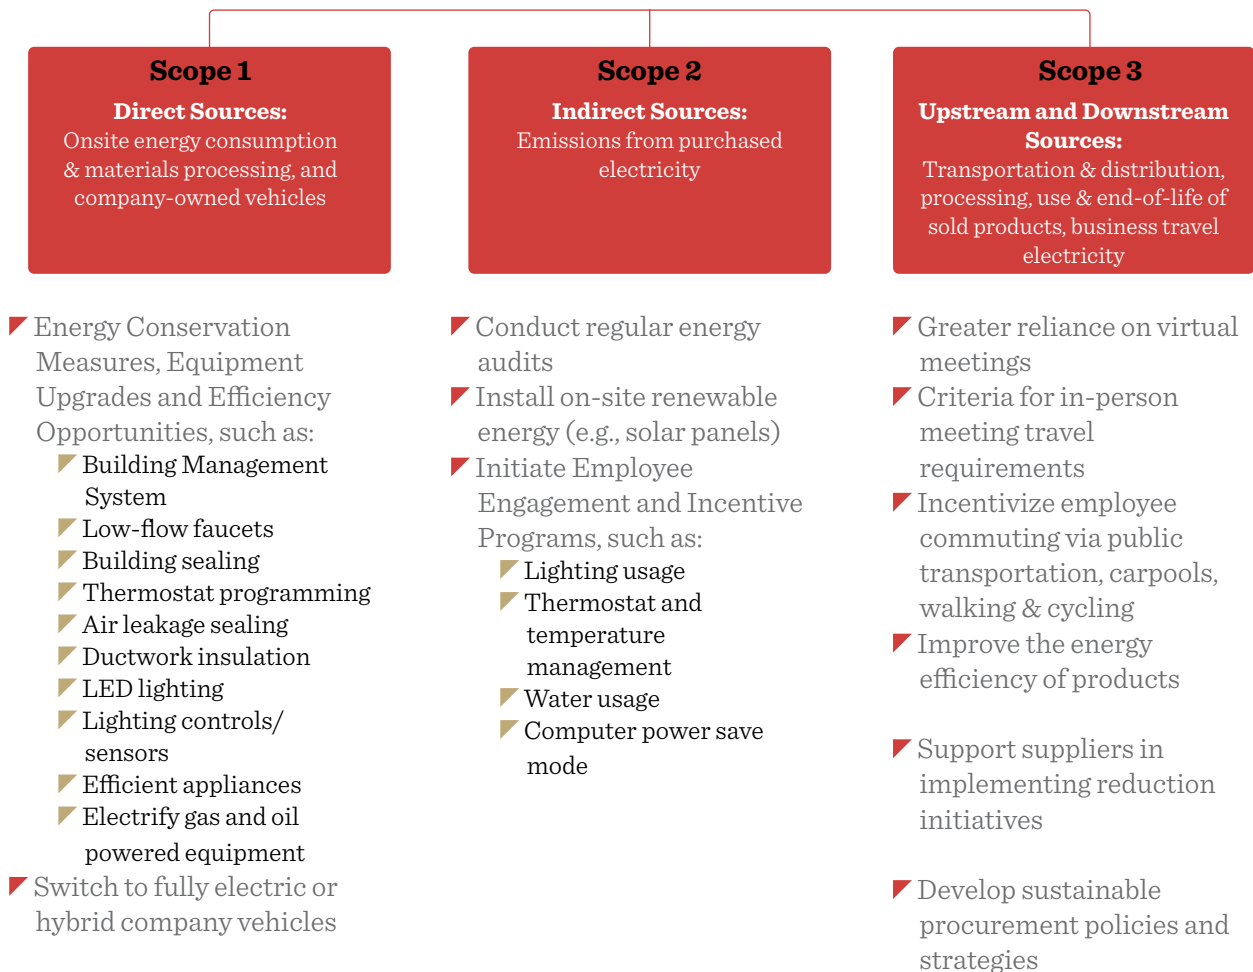 Scope 1
Direct Sources:
Onsite energy consumption
& materials processing, and
company-owned vehicles
Energy Conservation
Measures, Equipment
Upgrades and Efficiency
Opportunities, such as:
Building Management
System
Low-flow faucets
Building sealing
Thermostat programming
Air leakage sealing
Ductwork insulation
LED lighting
Lighting controls/
sensors
Efficient appliances
Electrify gas and oil
powered equipment
Switch to fully electric or
hybrid company vehicles
Scope 2
Indirect Sources:
Emissions from purchased
electricity
Conduct regular energy
audits
Install on-site renewable
energy (e.g., solar panels)
Initiate Employee
Engagement and Incentive
Programs, such as:
Lighting usage
Thermostat and
temperature
management
Water usage
Computer power save
mode
Scope 3
Upstream and Downstream
Sources:
Transportation & distribution,
processing, use & end-of-life of
sold products, business travel
electricity
Greater reliance on virtual
meetings
Criteria for in-person
meeting travel
requirements
Incentivize employee
commuting via public
transportation, carpools,
walking & cycling
Improve the energy
efficiency of products
Support suppliers in
implementing reduction
initiatives
Develop sustainable
procurement policies and
strategies